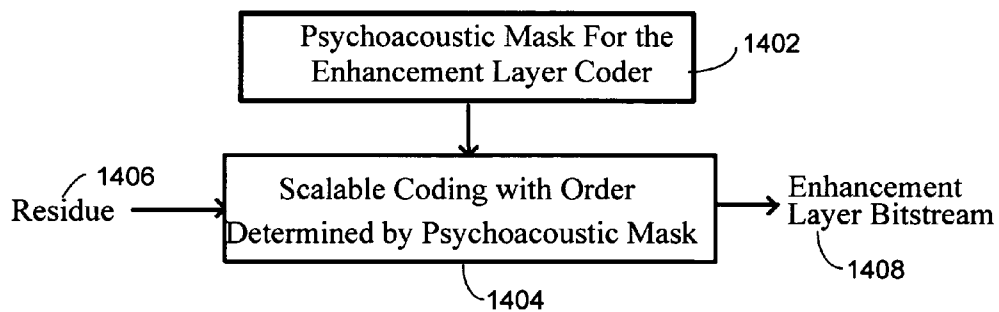 Psychoacoustic Mask For the
Enhancement Layer Coder
1402
1406
Residue
Scalable Coding with Order
Determined by Psychoacoustic Mask
1404
Enhancement
Layer Bitstream
1408